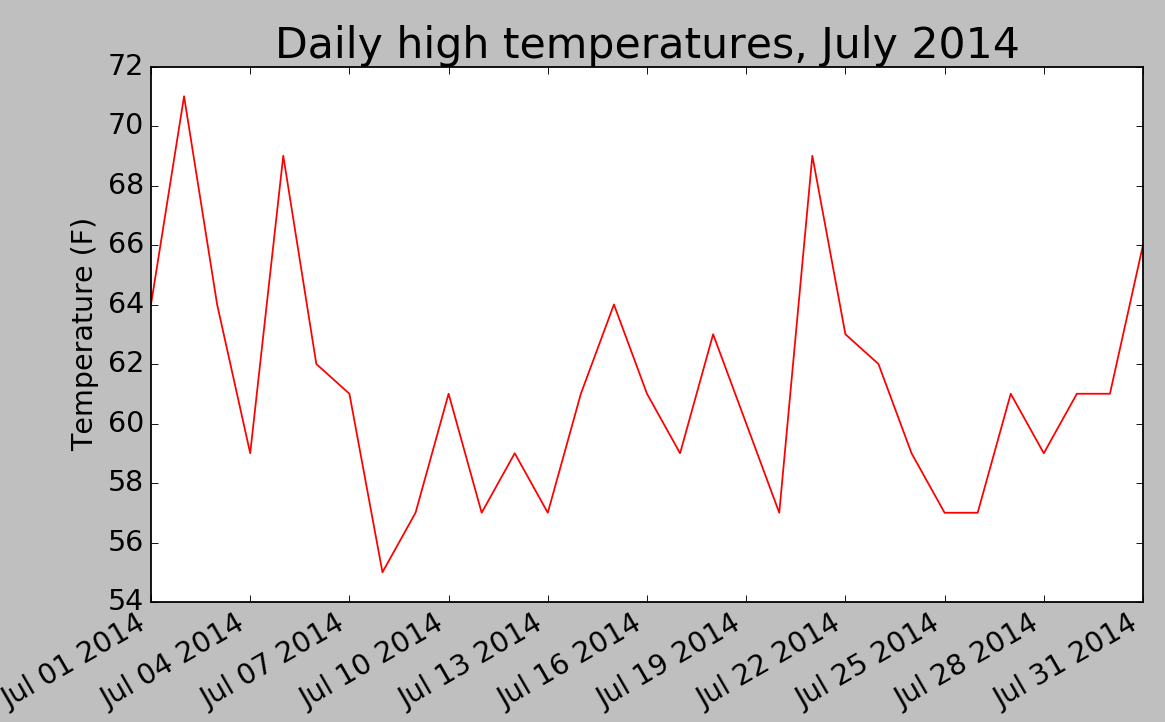 Daily high temperatures, July 2014
Temperature (F)
72
70
68
66
64
62
60
58
56
54
Jul 01 2014
Jul 04 2014
Jul 07 2014
Jul 10 2014
Jul 13 2014
Jul 16 2014
Jul 19 2014
Jul 22 2014
Jul 25 2014
Jul 28 2014
Jul 31 2014